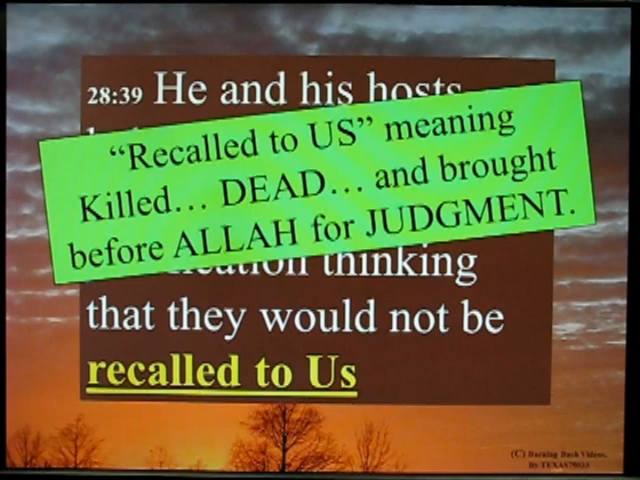 28:39 He and his hosts
“Recalled to US” meaning
Killed... DEAD... and brought
before ALLAH for JUDGMENT.
thinking
that they would not be
recalled to Us
(C) Burning Bush Videos.